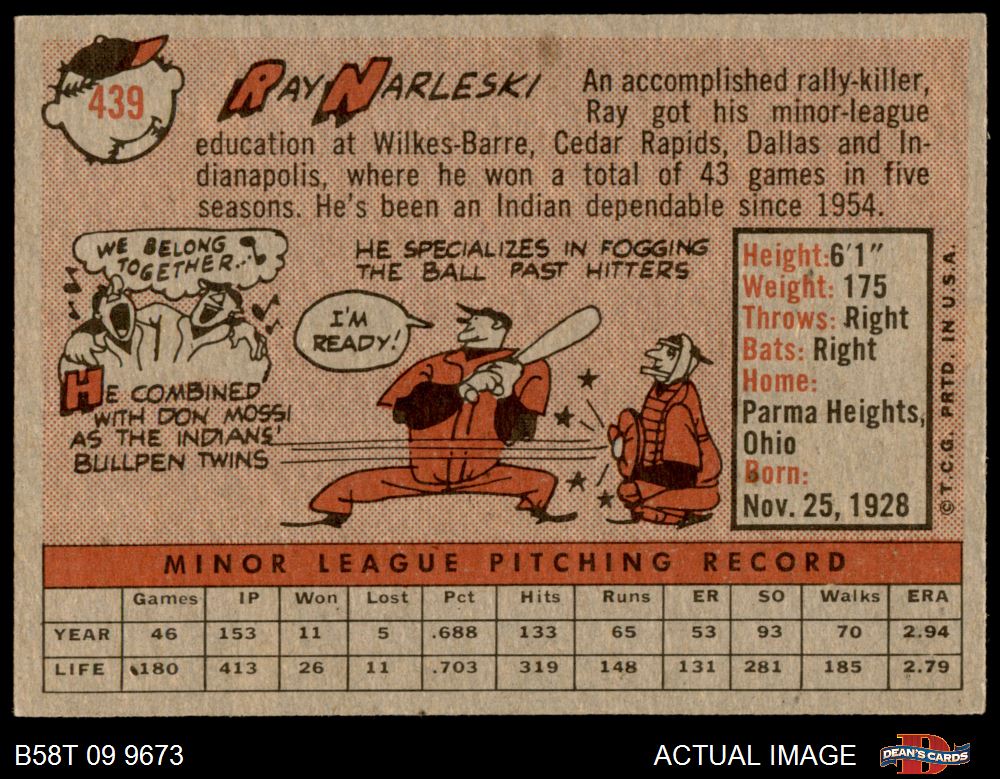 439
RAY NARLESKI
An accomplished rally-killer,
Ray got his minor-league
education at Wilkes-Barre, Cedar Rapids, Dallas and In-
dianapolis, where he won a total of 43 games in five
seasons. He's been an Indian dependable since 1954.
WE BELONG
TOGETHER..
HE COMBINED
WITH DON MOSSI
AS THE INDIANS'
BULLPEN TWINS
HE SPECIALIZES IN FOGGING
THE BALL PAST HITTERS
I'M
READY!
Height: 6'1"
Weight: 175
Throws: Right
Bats: Right
Home:
Parma Heights,
Ohio
Born:
Nov. 25, 1928
© T.C.G. PRTD. IN U.S.A.
MINOR LEAGUE PITCHING RECORD
Games IP Won Lost Pct Hits Runs ER SO Walks ERA
YEAR 46 153 11 5 .688 133 65 53 93 70 2.94
LIFE 180 413 26 11 .703 319 148 131 281 185 2.79
B58T 09 9673
ACTUAL IMAGE
DEAN'S CARDS